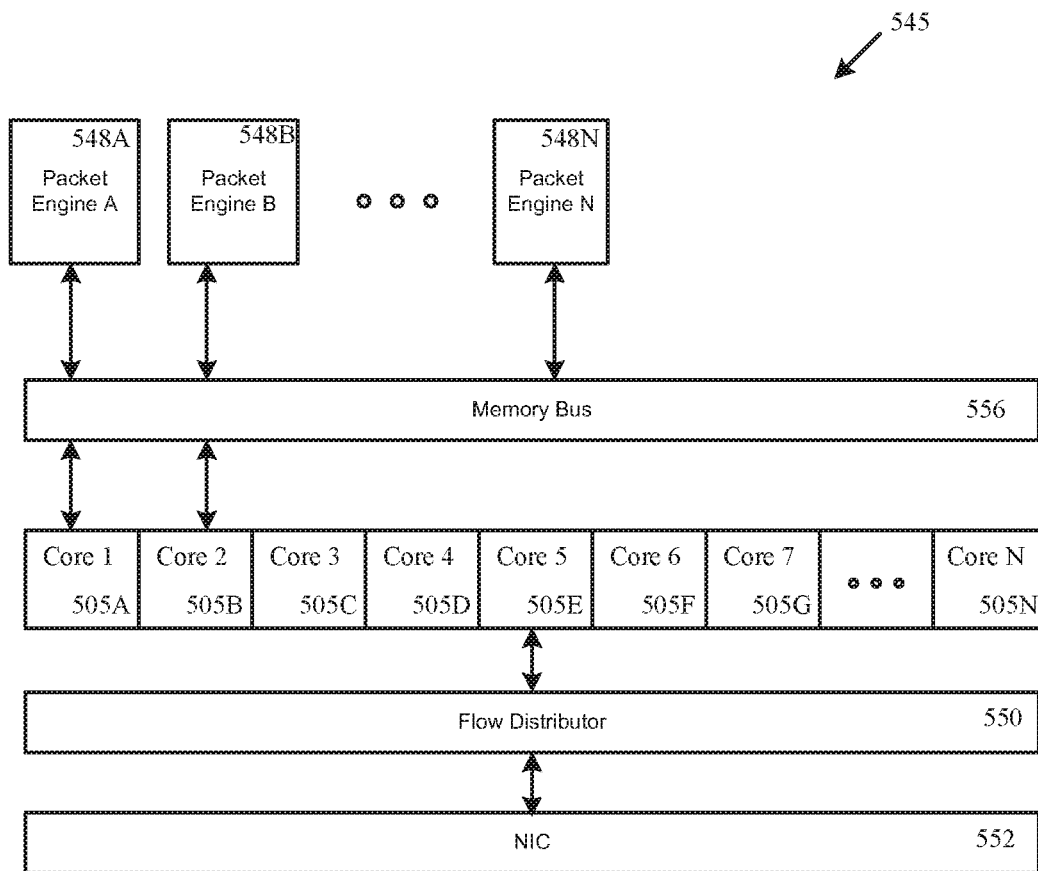 545
548A
Packet
Engine A
548B
Packet
Engine B
548N
Packet
Engine N
Memory Bus
556
Core 1
505A
Core 2
505B
Core 3
505C
Core 4
505D
Core 5
505E
Core 6
505F
Core 7
505G
Core N
505N
Flow Distributor
550
NIC
552